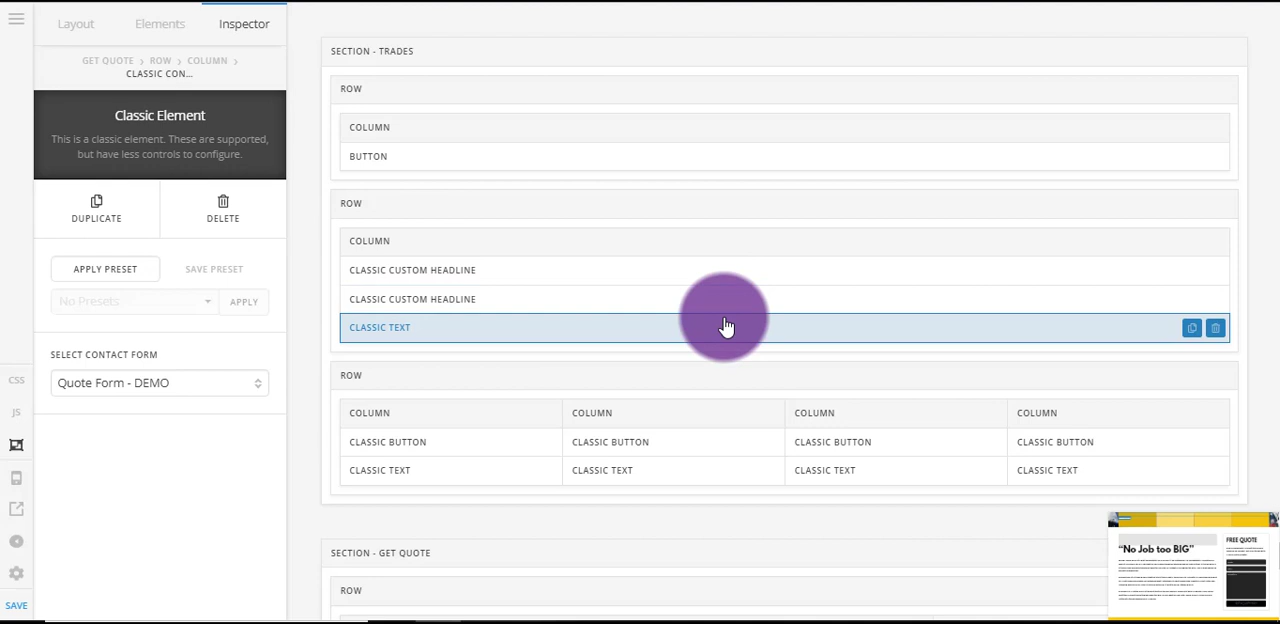 Layout
Elements
Inspector
GET QUOTE › ROW › COLUMN ›
CLASSIC CON...
Classic Element
This is a classic element. These are supported,
but have less controls to configure.
DUPLICATE
DELETE
APPLY PRESET
SAVE PRESET
No Presets
APPLY
SELECT CONTACT FORM
Quote Form - DEMO
CSS
JS
SAVE
SECTION - TRADES
ROW
COLUMN
BUTTON
ROW
COLUMN
CLASSIC CUSTOM HEADLINE
CLASSIC CUSTOM HEADLINE
CLASSIC TEXT
ROW
COLUMN COLUMN COLUMN COLUMN
CLASSIC BUTTON CLASSIC BUTTON CLASSIC BUTTON CLASSIC BUTTON
CLASSIC TEXT CLASSIC TEXT CLASSIC TEXT CLASSIC TEXT
SECTION - GET QUOTE
ROW
"No Job too BIG"
FREE QUOTE